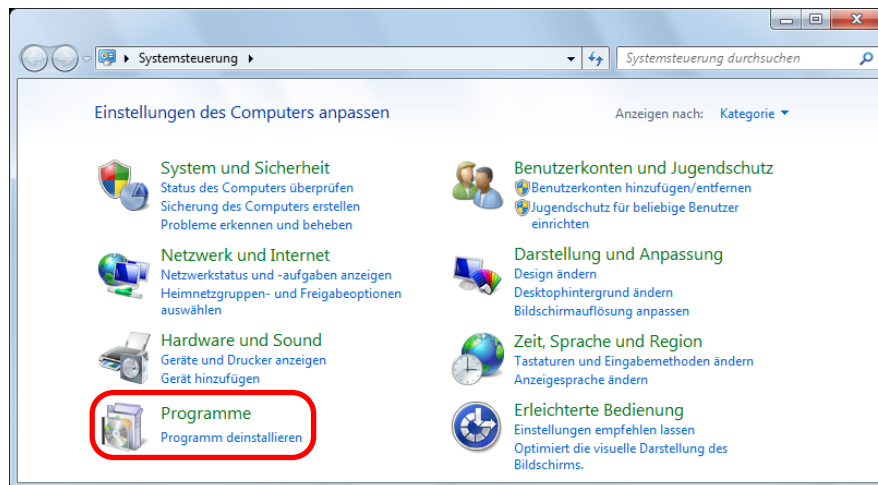 Systemsteuerung
Systemsteuerung durchsuchen
Einstellungen des Computers anpassen
Anzeigen nach: Kategorie
System und Sicherheit
Status des Computers überprüfen
Sicherung des Computers erstellen
Probleme erkennen und beheben
Netzwerk und Internet
Netzwerkstatus und -aufgaben anzeigen
Heimnetzgruppen- und Freigabeoptionen
auswählen
Hardware und Sound
Geräte und Drucker anzeigen
Gerät hinzufügen
Programme
Programm deinstallieren
Benutzerkonten und Jugendschutz
Benutzerkonten hinzufügen/entfernen
Jugendschutz für beliebige Benutzer
einrichten
Darstellung und Anpassung
Design ändern
Desktophintergrund ändern
Bildschirmauflösung anpassen
Zeit, Sprache und Region
Tastaturen und Eingabemethoden ändern
Anzeigesprache ändern
Erleichterte Bedienung
Einstellungen empfehlen lassen
Optimiert die visuelle Darstellung des
Bildschirms.